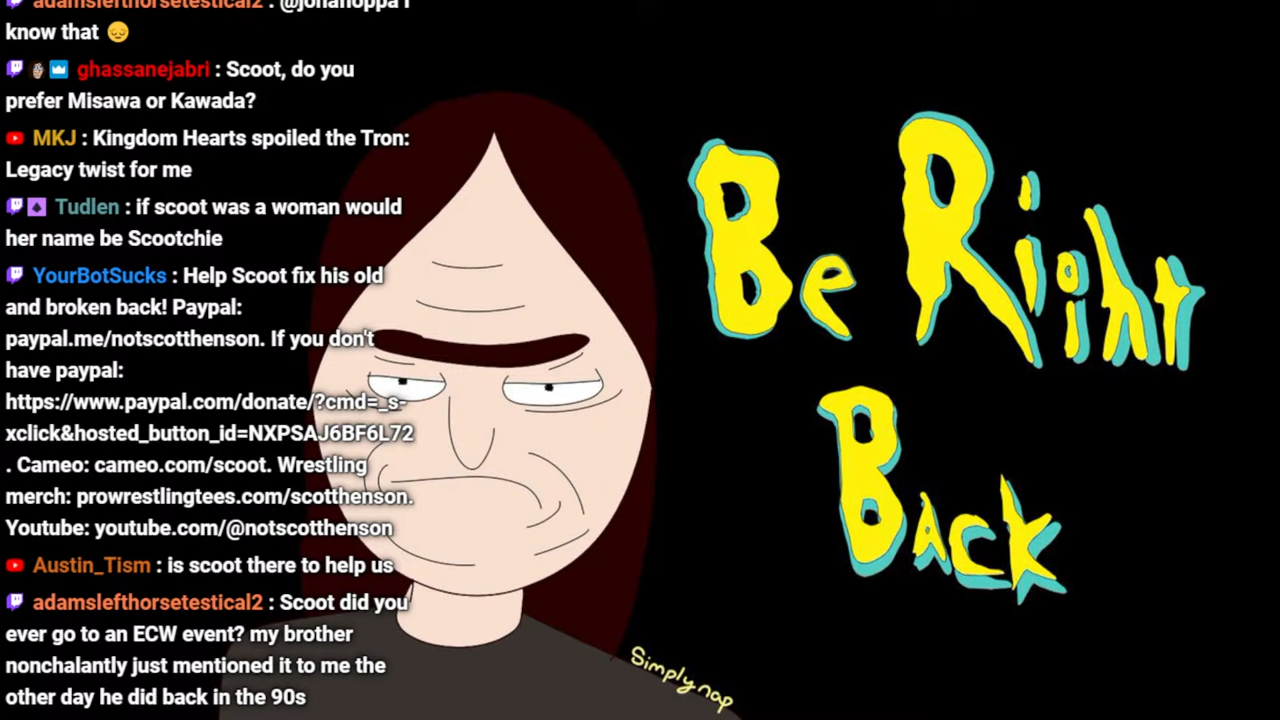 adamslefthorsetestical2 : @jonahoppa I
know that 😔
ghassanejabri : Scoot, do you
prefer Misawa or Kawada?
MKJ : Kingdom Hearts spoiled the Tron:
Legacy twist for me
Tudlen : if scoot was a woman would
her name be Scootchie
YourBotSucks : Help Scoot fix his old
and broken back! Paypal:
paypal.me/notscotthenson. If you don't
have paypal:
https://www.paypal.com/donate/?cmd=_s-
xclick&hosted_button_id=NXPSAJ6BF6L72
. Cameo: cameo.com/scoot. Wrestling
merch: prowrestlingtees.com/scotthenson.
Youtube: youtube.com/@notscotthenson
Austin_Tism : is scoot there to help us
adamslefthorsetestical2 : Scoot did you
ever go to an ECW event? my brother
nonchalantly just mentioned it to me the
other day he did back in the 90s
Be Right
Back
Simplynap